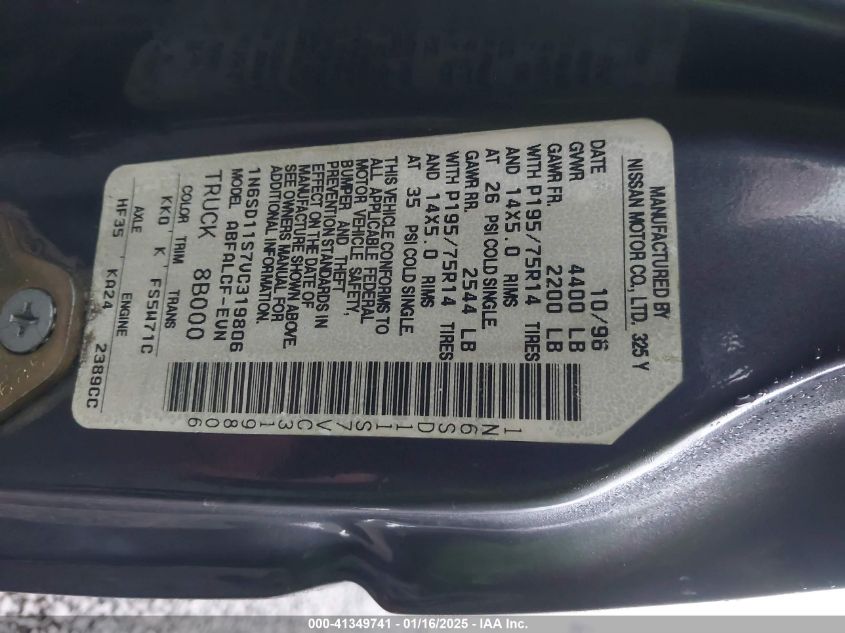 MANUFACTURED BY
NISSAN MOTOR CO., LTD. 325 Y
DATE 10/96
GVWR 4400 LB
GAWR FR. 2200 LB
WITH P195/75R14 TIRES
AND 14X5.0 RIMS
AT 26 PSI COLD SINGLE
GAWR RR. 2544 LB
WITH P195/75R14 TIRES
AND 14X5.0 RIMS
AT 35 PSI COLD SINGLE
THIS VEHICLE CONFORMS TO
ALL APPLICABLE FEDERAL
MOTOR VEHICLE SAFETY,
BUMPER AND THEFT
PREVENTION STANDARDS IN
EFFECT ON THE DATE OF
MANUFACTURE SHOWN ABOVE.
SEE OWNERS MANUAL FOR
ADDITIONAL INFORMATION.
1N6SD11S7VC319806
MODEL ABFALCF-EVN
TRUCK 8B000
COLOR TRIM TRANS
KK0 K FS5W71C
AXLE ENGINE
HF35 KA24 2389CC
1N6SD11S7VC319806
000-41349741 - 01/16/2025 - IAA Inc.